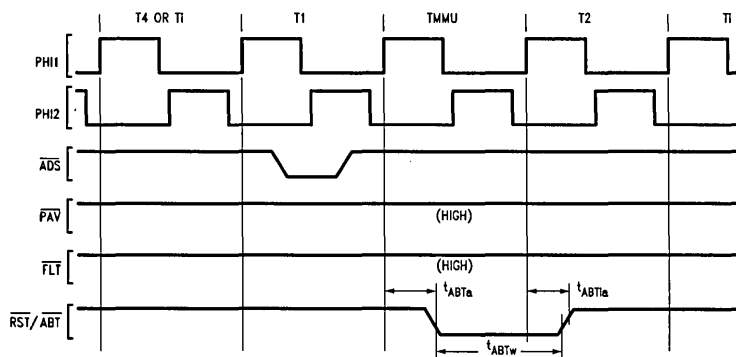 T4 OR Ti T1 TMMU T2 Ti
PHI1
PHI2
ADS
PAV (HIGH)
FLT (HIGH)
tABTa tABTIa
RST/ABT
tABTw